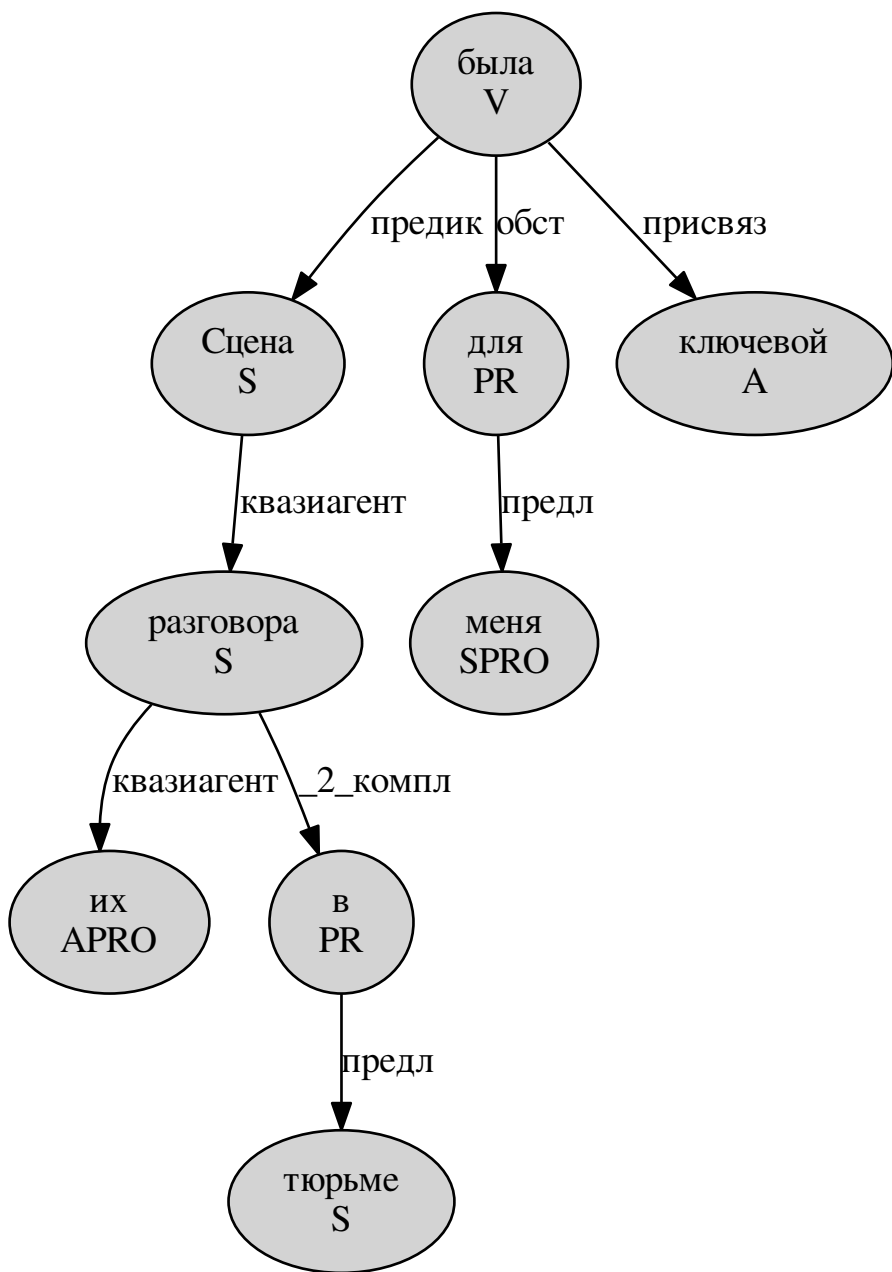 была
V
предик
обст
присвяз
Сцена
S
для
PR
ключевой
A
квазиагент
предл
разговора
S
меня
SPRO
квазиагент
_2_компл
их
APRO
в
PR
предл
тюрьме
S